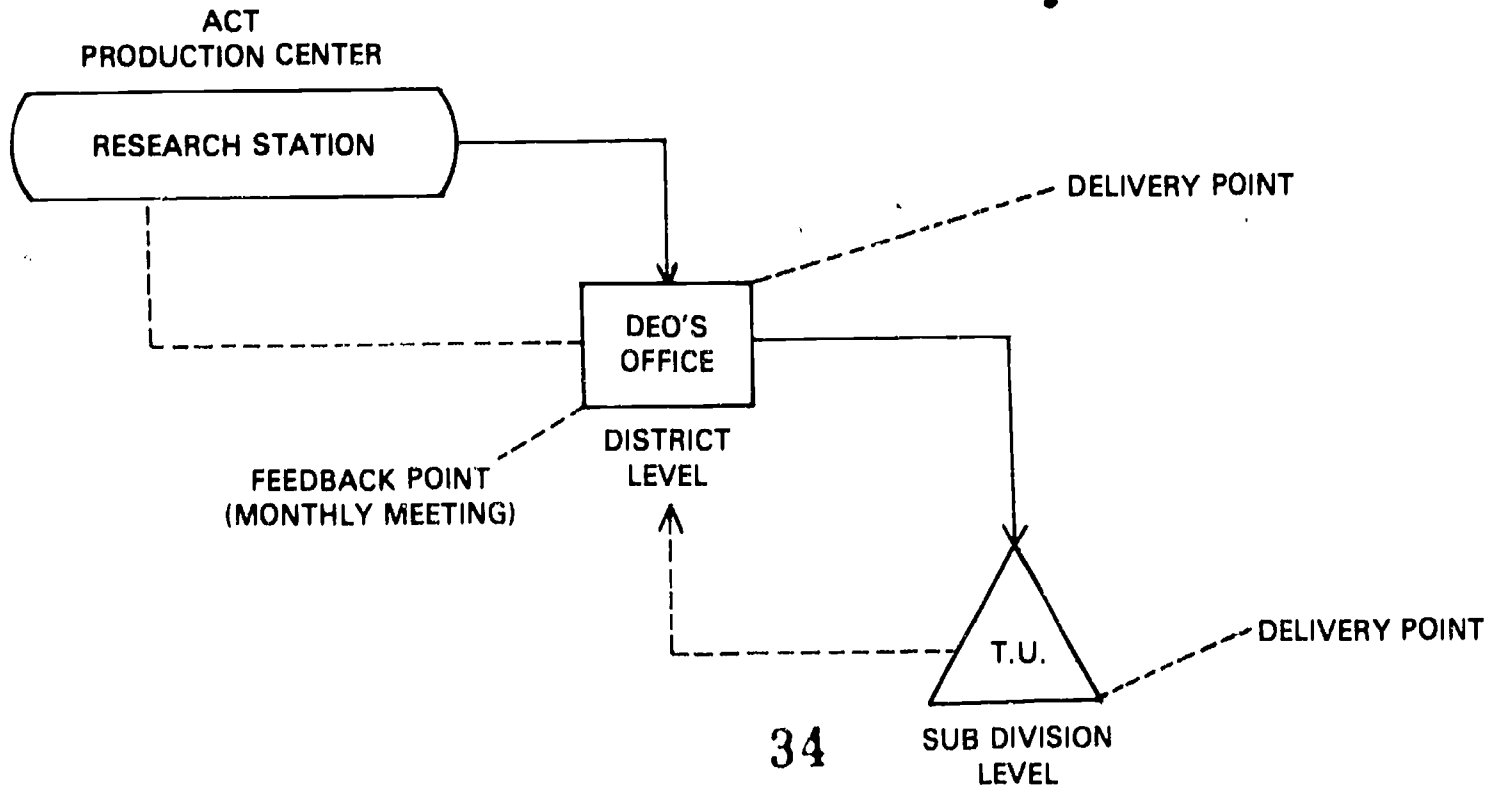 ACT
PRODUCTION CENTER
RESEARCH STATION
DELIVERY POINT
DEO'S
OFFICE
DISTRICT
LEVEL
FEEDBACK POINT
(MONTHLY MEETING)
T.U.
DELIVERY POINT
SUB DIVISION
LEVEL
34